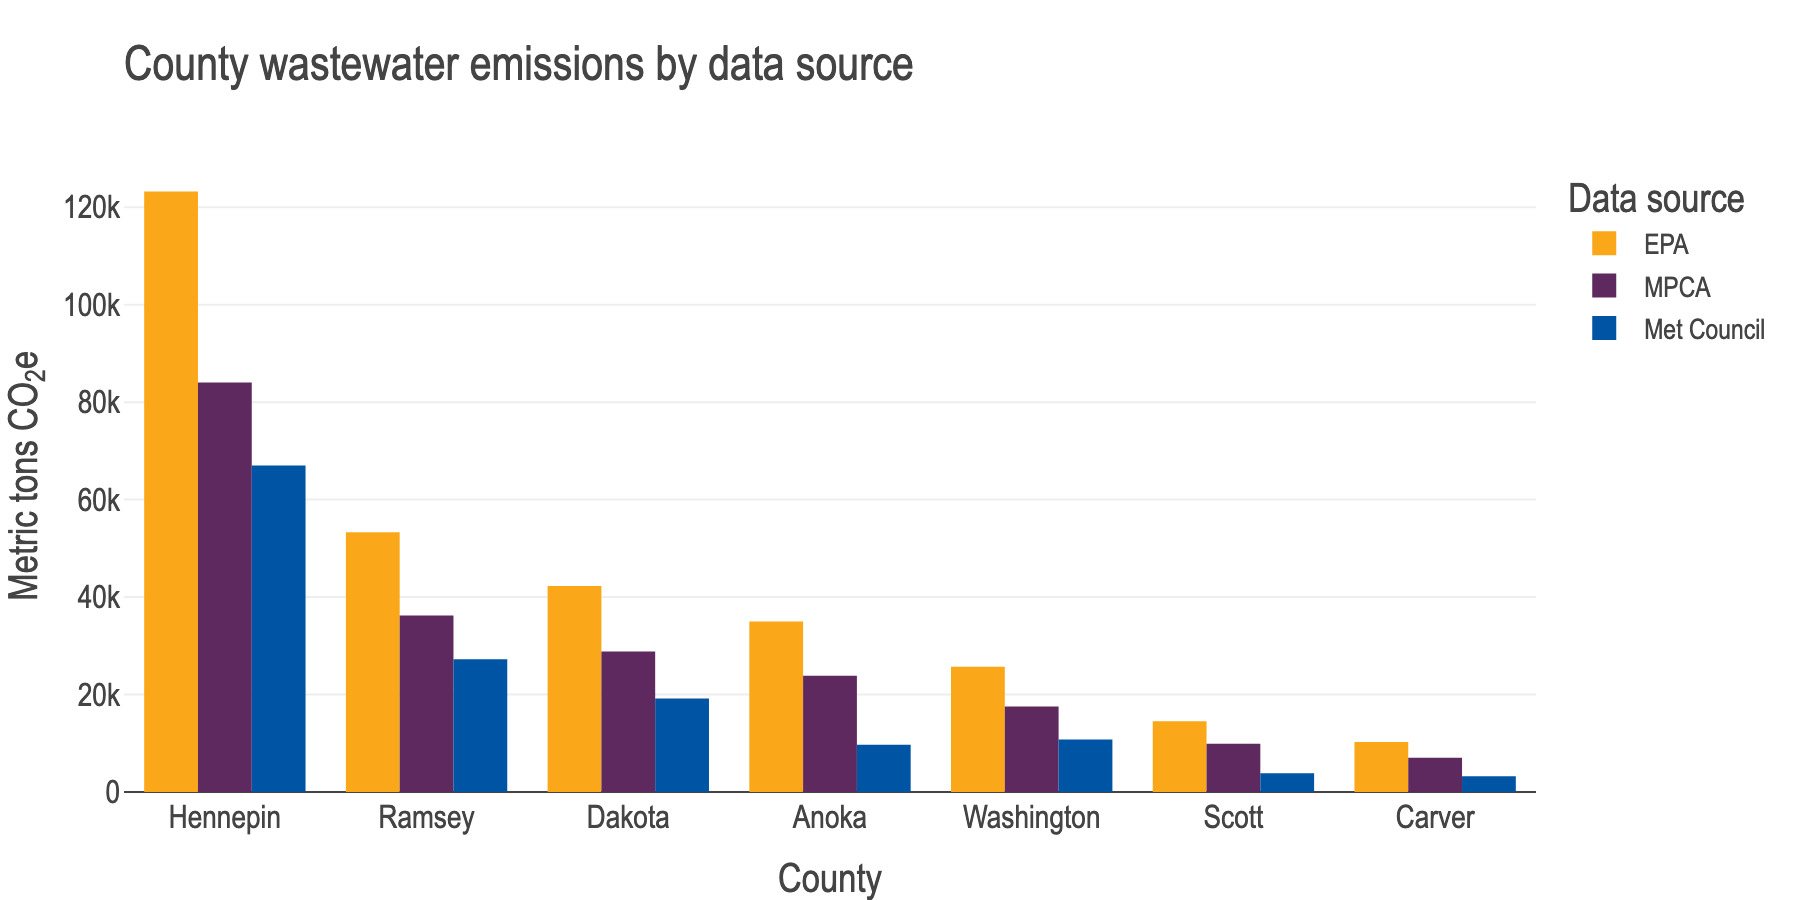 County wastewater emissions by data source
Data source
EPA
MPCA
Met Council
Metric tons CO₂e
120k
100k
80k
60k
40k
20k
0
Hennepin
Ramsey
Dakota
Anoka
Washington
Scott
Carver
County